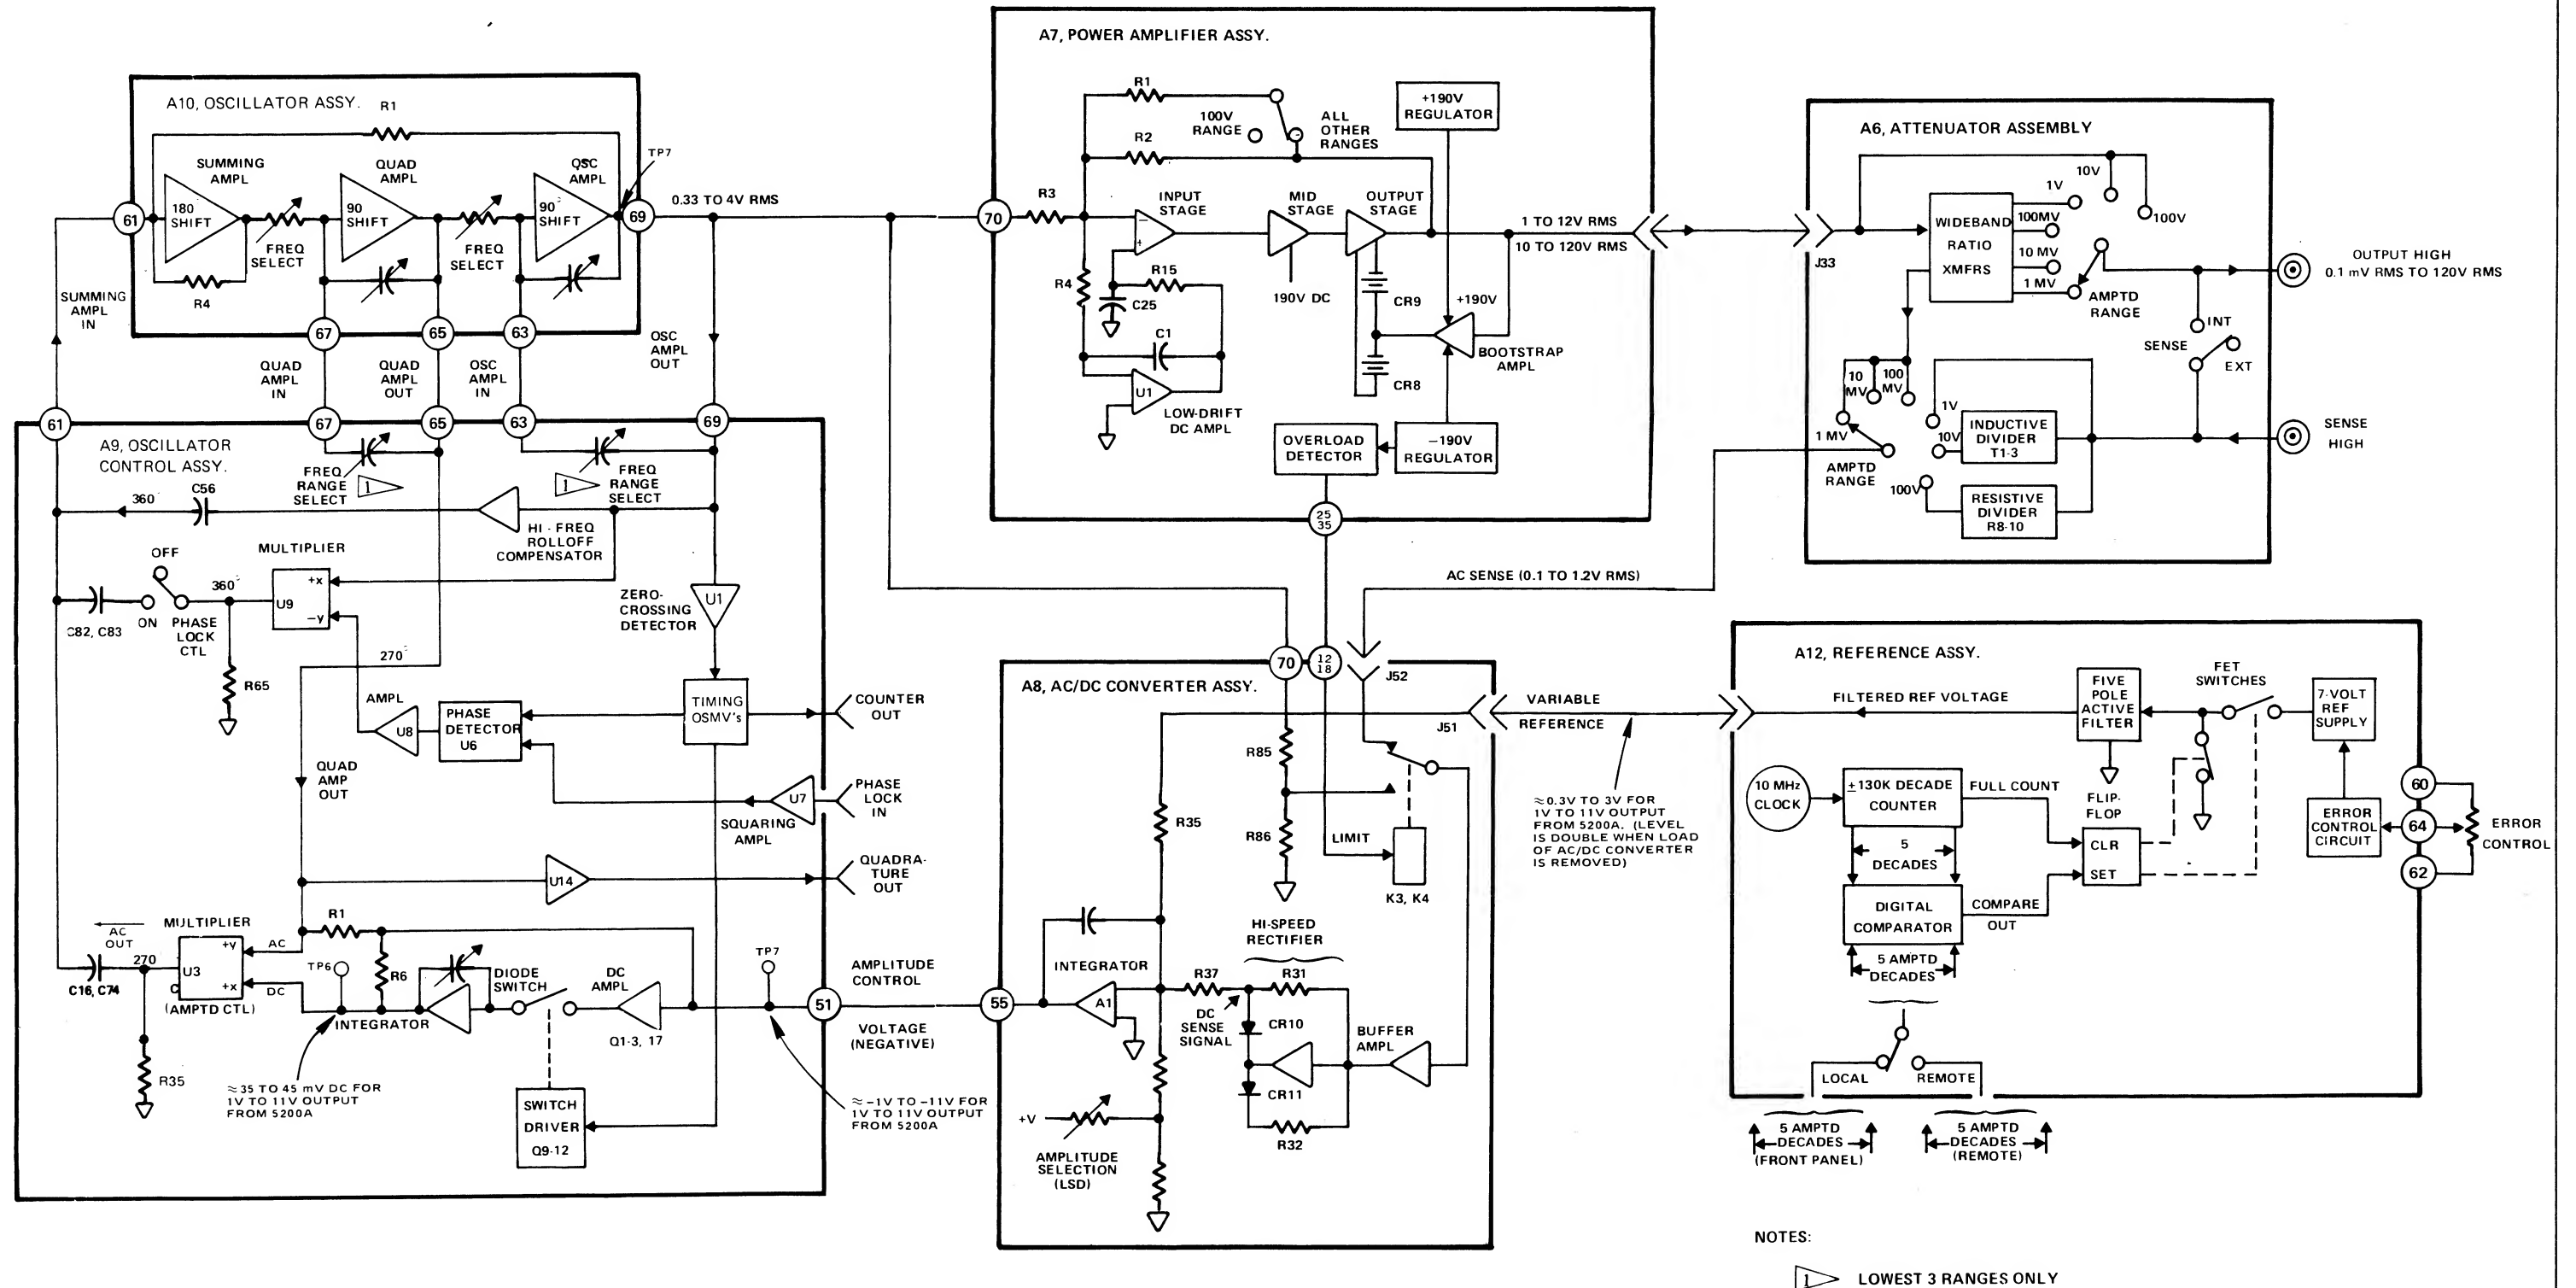 A10, OSCILLATOR ASSY.
R1
SUMMING
AMPL
QUAD
AMPL
OSC
AMPL
TP7
180
SHIFT
90
SHIFT
90°
SHIFT
61
69
0.33 TO 4V RMS
FREQ
SELECT
FREQ
SELECT
R4
SUMMING
AMPL
IN
67
65
63
QUAD
AMPL
IN
QUAD
AMPL
OUT
OSC
AMPL
IN
OSC
AMPL
OUT
61
67
65
63
69
A9, OSCILLATOR
CONTROL ASSY.
FREQ
RANGE
SELECT
1
1
FREQ
RANGE
SELECT
360
C56
HI - FREQ
ROLLOFF
COMPENSATOR
OFF
MULTIPLIER
360°
+x
U9
−y
C82, C83
ON
PHASE
LOCK
CTL
R65
270°
ZERO-
CROSSING
DETECTOR
U1
AMPL
U8
PHASE
DETECTOR
U6
TIMING
OSMV's
COUNTER
OUT
QUAD
AMP
OUT
U7
PHASE
LOCK
IN
SQUARING
AMPL
U14
QUADRA-
TURE
OUT
AC
OUT
MULTIPLIER
R1
270
+y
AC
U3
+x
DC
C16, C74
(AMPTD CTL)
TP6
R6
INTEGRATOR
DIODE
SWITCH
DC
AMPL
Q1-3, 17
TP7
51
R35
≈35 TO 45 mV DC FOR
1V TO 11V OUTPUT
FROM 5200A
SWITCH
DRIVER
Q9-12
≈−1V TO −11V FOR
1V TO 11V OUTPUT
FROM 5200A
AMPLITUDE
CONTROL
VOLTAGE
(NEGATIVE)
A7, POWER AMPLIFIER ASSY.
R1
100V
RANGE
ALL
OTHER
RANGES
R2
+190V
REGULATOR
70
R3
INPUT
STAGE
−
+
MID
STAGE
OUTPUT
STAGE
1 TO 12V RMS
10 TO 120V RMS
R4
R15
C25
190V DC
CR9
+190V
C1
BOOTSTRAP
AMPL
CR8
U1
LOW-DRIFT
DC AMPL
OVERLOAD
DETECTOR
−190V
REGULATOR
25
35
A6, ATTENUATOR ASSEMBLY
J33
WIDEBAND
RATIO
XMFRS
1V
10V
100V
100MV
10 MV
1 MV
AMPTD
RANGE
OUTPUT HIGH
0.1 mV RMS TO 120V RMS
INT
SENSE
EXT
10
MV
100
MV
1 MV
AMPTD
RANGE
1V
10V
100V
INDUCTIVE
DIVIDER
T1-3
RESISTIVE
DIVIDER
R8-10
SENSE
HIGH
AC SENSE (0.1 TO 1.2V RMS)
A8, AC/DC CONVERTER ASSY.
70
12
18
J52
J51
VARIABLE
REFERENCE
R85
R86
R35
LIMIT
K3, K4
HI-SPEED
RECTIFIER
INTEGRATOR
55
A1
R37
R31
DC
SENSE
SIGNAL
CR10
CR11
BUFFER
AMPL
R32
+V
AMPLITUDE
SELECTION
(LSD)
≈0.3V TO 3V FOR
1V TO 11V OUTPUT
FROM 5200A. (LEVEL
IS DOUBLE WHEN LOAD
OF AC/DC CONVERTER
IS REMOVED)
A12, REFERENCE ASSY.
FILTERED REF VOLTAGE
FIVE
POLE
ACTIVE
FILTER
FET
SWITCHES
7-VOLT
REF
SUPPLY
10 MHz
CLOCK
±130K DECADE
COUNTER
FULL COUNT
FLIP-
FLOP
CLR
SET
5
DECADES
DIGITAL
COMPARATOR
COMPARE
OUT
5 AMPTD
DECADES
ERROR
CONTROL
CIRCUIT
60
64
62
ERROR
CONTROL
LOCAL
REMOTE
5 AMPTD
DECADES
(FRONT PANEL)
5 AMPTD
DECADES
(REMOTE)
NOTES:
1 LOWEST 3 RANGES ONLY